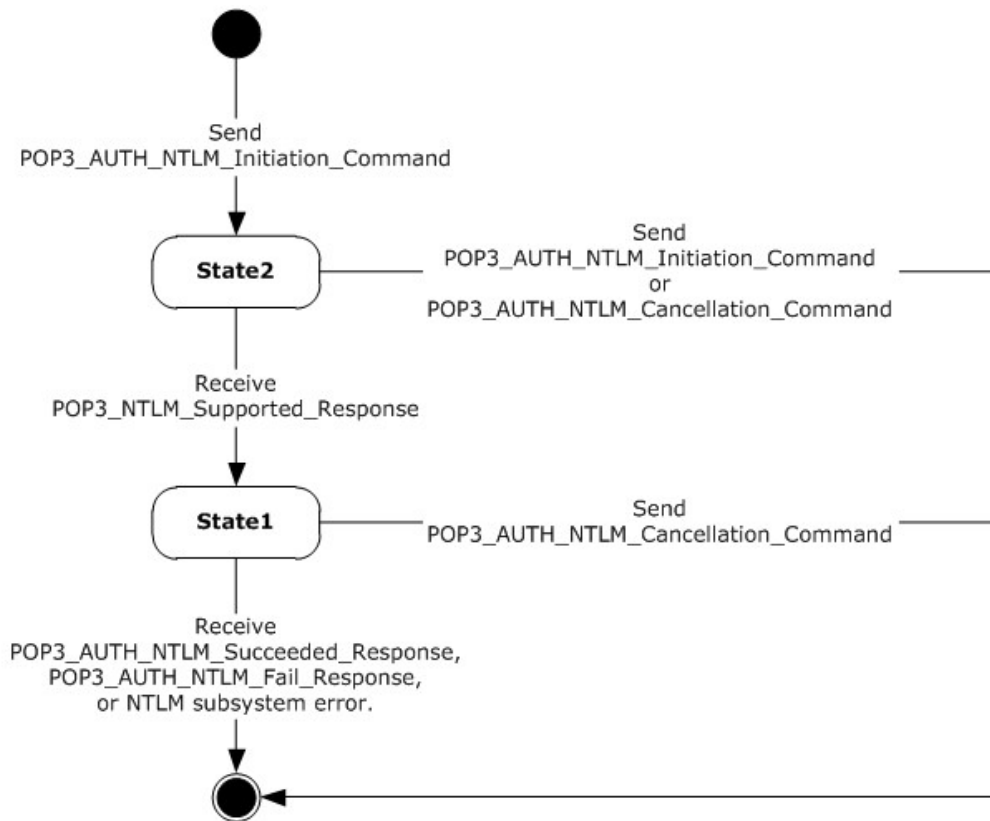 Send
POP3_AUTH_NTLM_Initiation_Command
State2
Send
POP3_AUTH_NTLM_Initiation_Command
or
POP3_AUTH_NTLM_Cancellation_Command
Receive
POP3_NTLM_Supported_Response
State1
Send
POP3_AUTH_NTLM_Cancellation_Command
Receive
POP3_AUTH_NTLM_Succeeded_Response,
POP3_AUTH_NTLM_Fail_Response,
or NTLM subsystem error.